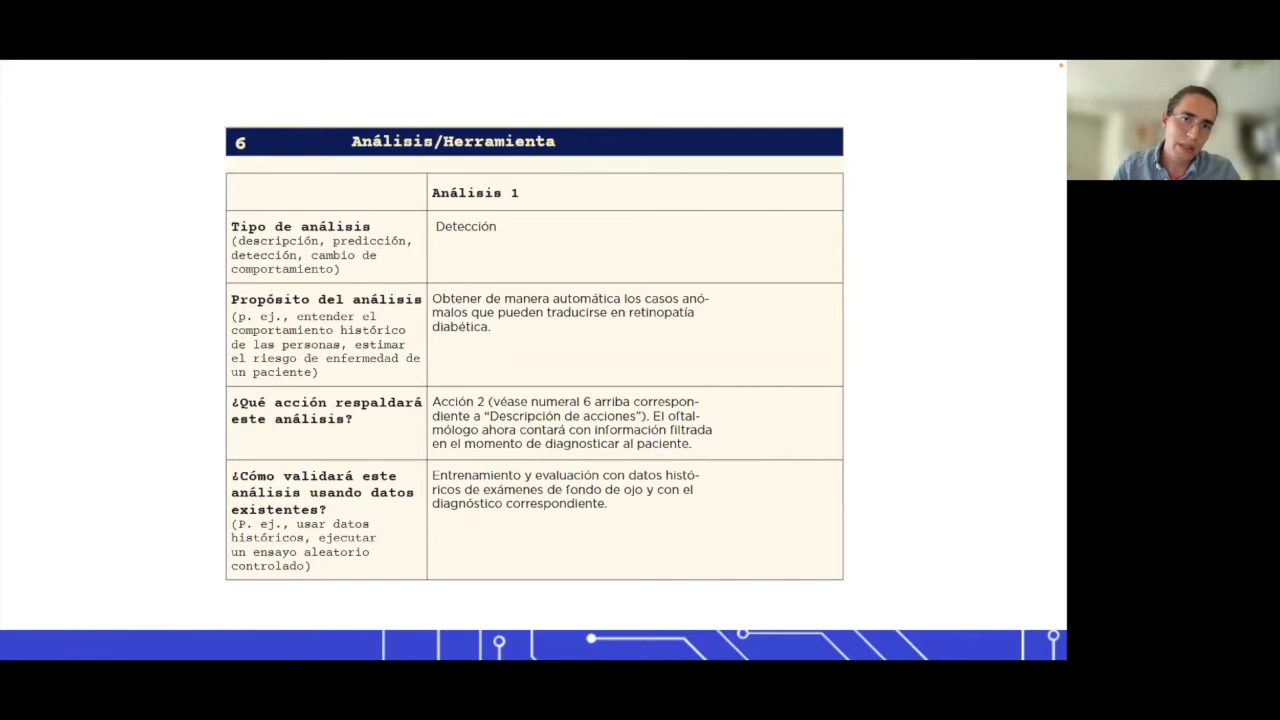 6 Análisis/Herramienta
Análisis 1
Tipo de análisis
(descripción, predicción,
detección, cambio de
comportamiento)
Detección
Propósito del análisis
(p. ej., entender el
comportamiento histórico
de las personas, estimar
el riesgo de enfermedad de
un paciente)
Obtener de manera automática los casos anó-
malos que pueden traducirse en retinopatía
diabética.
¿Qué acción respaldará
este análisis?
Acción 2 (véase numeral 6 arriba correspon-
diente a “Descripción de acciones”). El oftal-
mólogo ahora contará con información filtrada
en el momento de diagnosticar al paciente.
¿Cómo validará este
análisis usando datos
existentes?
(P. ej., usar datos
históricos, ejecutar
un ensayo aleatorio
controlado)
Entrenamiento y evaluación con datos histó-
ricos de exámenes de fondo de ojo y con el
diagnóstico correspondiente.